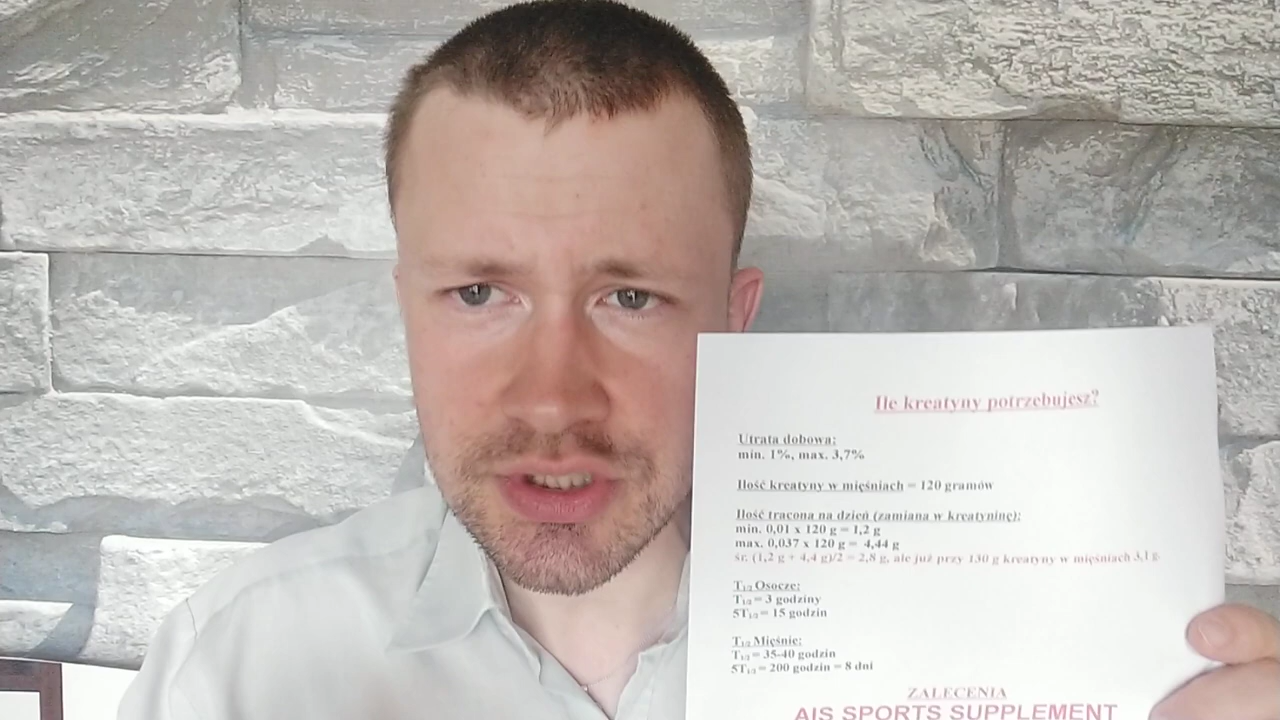 Ile kreatyny potrzebujesz?
Utrata dobowa:
min. 1%, max. 3,7%
Ilość kreatyny w mięśniach = 120 gramów
Ilość tracona na dzień (zamiana w kreatyninę):
min. 0,01 x 120 g = 1,2 g
max. 0,037 x 120 g = 4,44 g
śr. (1,2 g + 4,4 g)/2 = 2,8 g, ale już przy 130 g kreatyny w mięśniach 3,1 g.
T1/2 Osocze:
T1/2 = 3 godziny
5T1/2 = 15 godzin
T1/2 Mięśnie:
T1/2 = 35-40 godzin
5T1/2 = 200 godzin = 8 dni
ZALECENIA
AIS SPORTS SUPPLEMENT